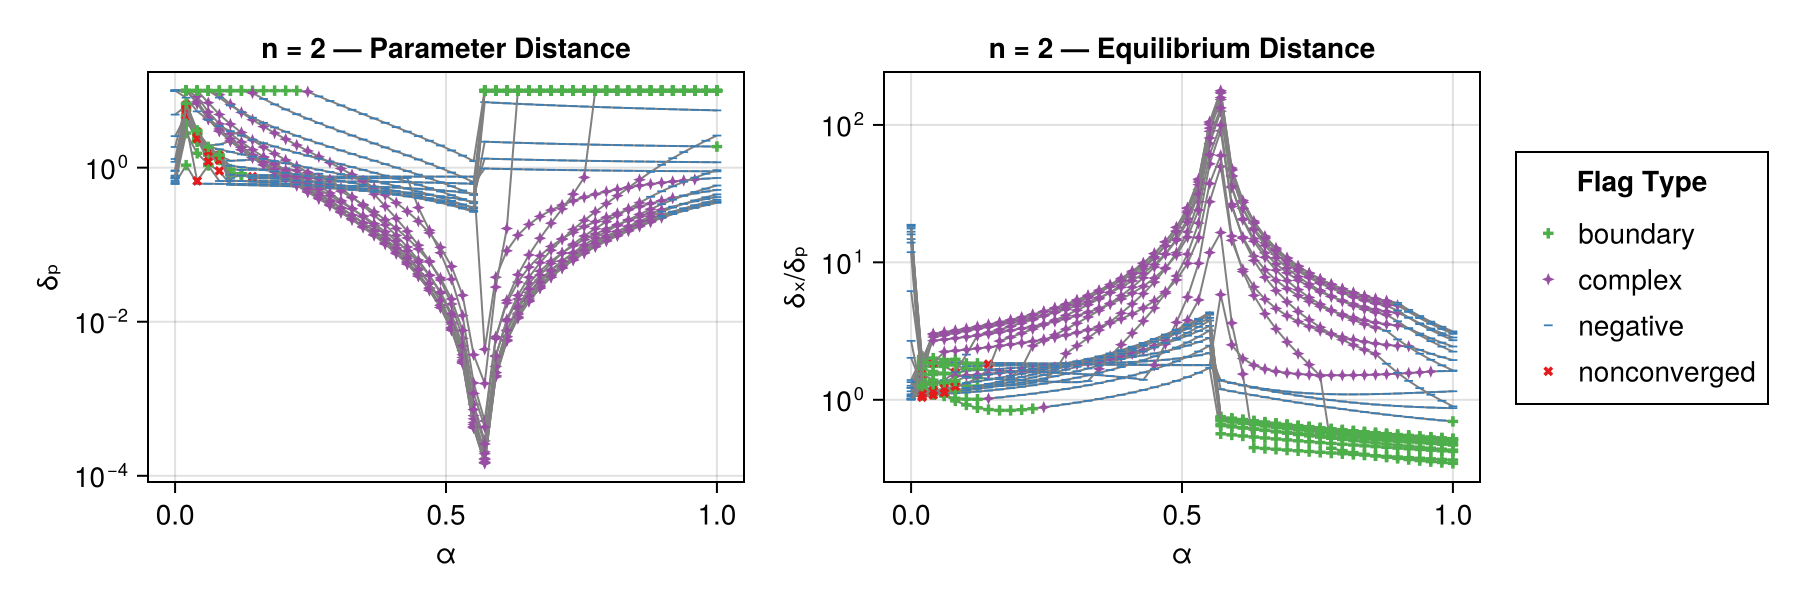 n = 2 — Parameter Distance
10⁰
10⁻²
10⁻⁴
δₚ
0.0 0.5 1.0
α
n = 2 — Equilibrium Distance
10²
10¹
10⁰
δₓ/δₚ
0.0 0.5 1.0
α
Flag Type
boundary
complex
negative
nonconverged